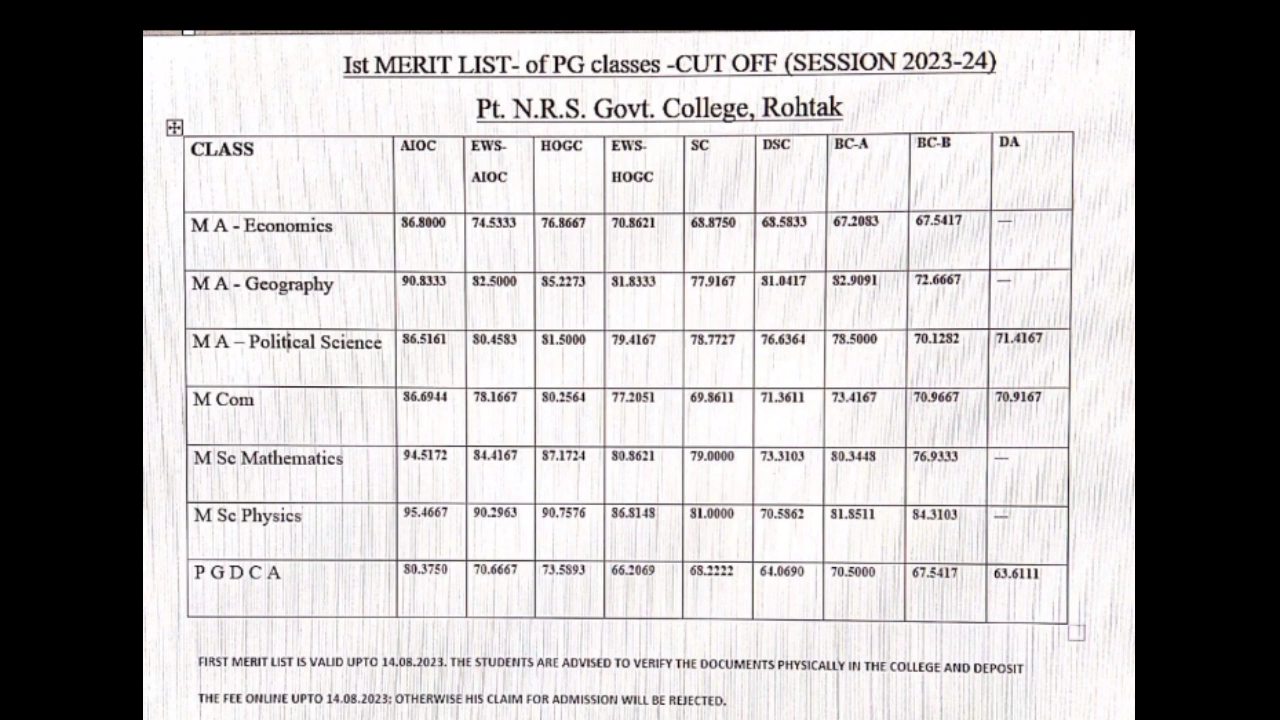 Ist MERIT LIST- of PG classes -CUT OFF (SESSION 2023-24)
Pt. N.R.S. Govt. College, Rohtak
CLASS AIOC EWS-AIOC HOGC EWS-HOGC SC DSC BC-A BC-B DA
M A - Economics 86.8000 74.5333 76.8667 70.8621 68.8750 68.5833 67.2083 67.5417 —
M A - Geography 90.8333 82.5000 85.2273 81.8333 77.9167 81.0417 82.9091 72.6667 —
M A – Political Science 86.5161 80.4583 81.5000 79.4167 78.7727 76.6364 78.5000 70.1282 71.4167
M Com 86.6944 78.1667 80.2564 77.2051 69.8611 71.3611 73.4167 70.9667 70.9167
M Sc Mathematics 94.5172 84.4167 87.1724 80.8621 79.0000 73.3103 80.3448 76.9333 —
M Sc Physics 95.4667 90.2963 90.7576 86.8148 81.0000 70.5862 81.8511 84.3103 —
P G D C A 80.3750 70.6667 73.5893 66.2069 68.2222 64.0690 70.5000 67.5417 63.6111
FIRST MERIT LIST IS VALID UPTO 14.08.2023. THE STUDENTS ARE ADVISED TO VERIFY THE DOCUMENTS PHYSICALLY IN THE COLLEGE AND DEPOSIT
THE FEE ONLINE UPTO 14.08.2023; OTHERWISE HIS CLAIM FOR ADMISSION WILL BE REJECTED.